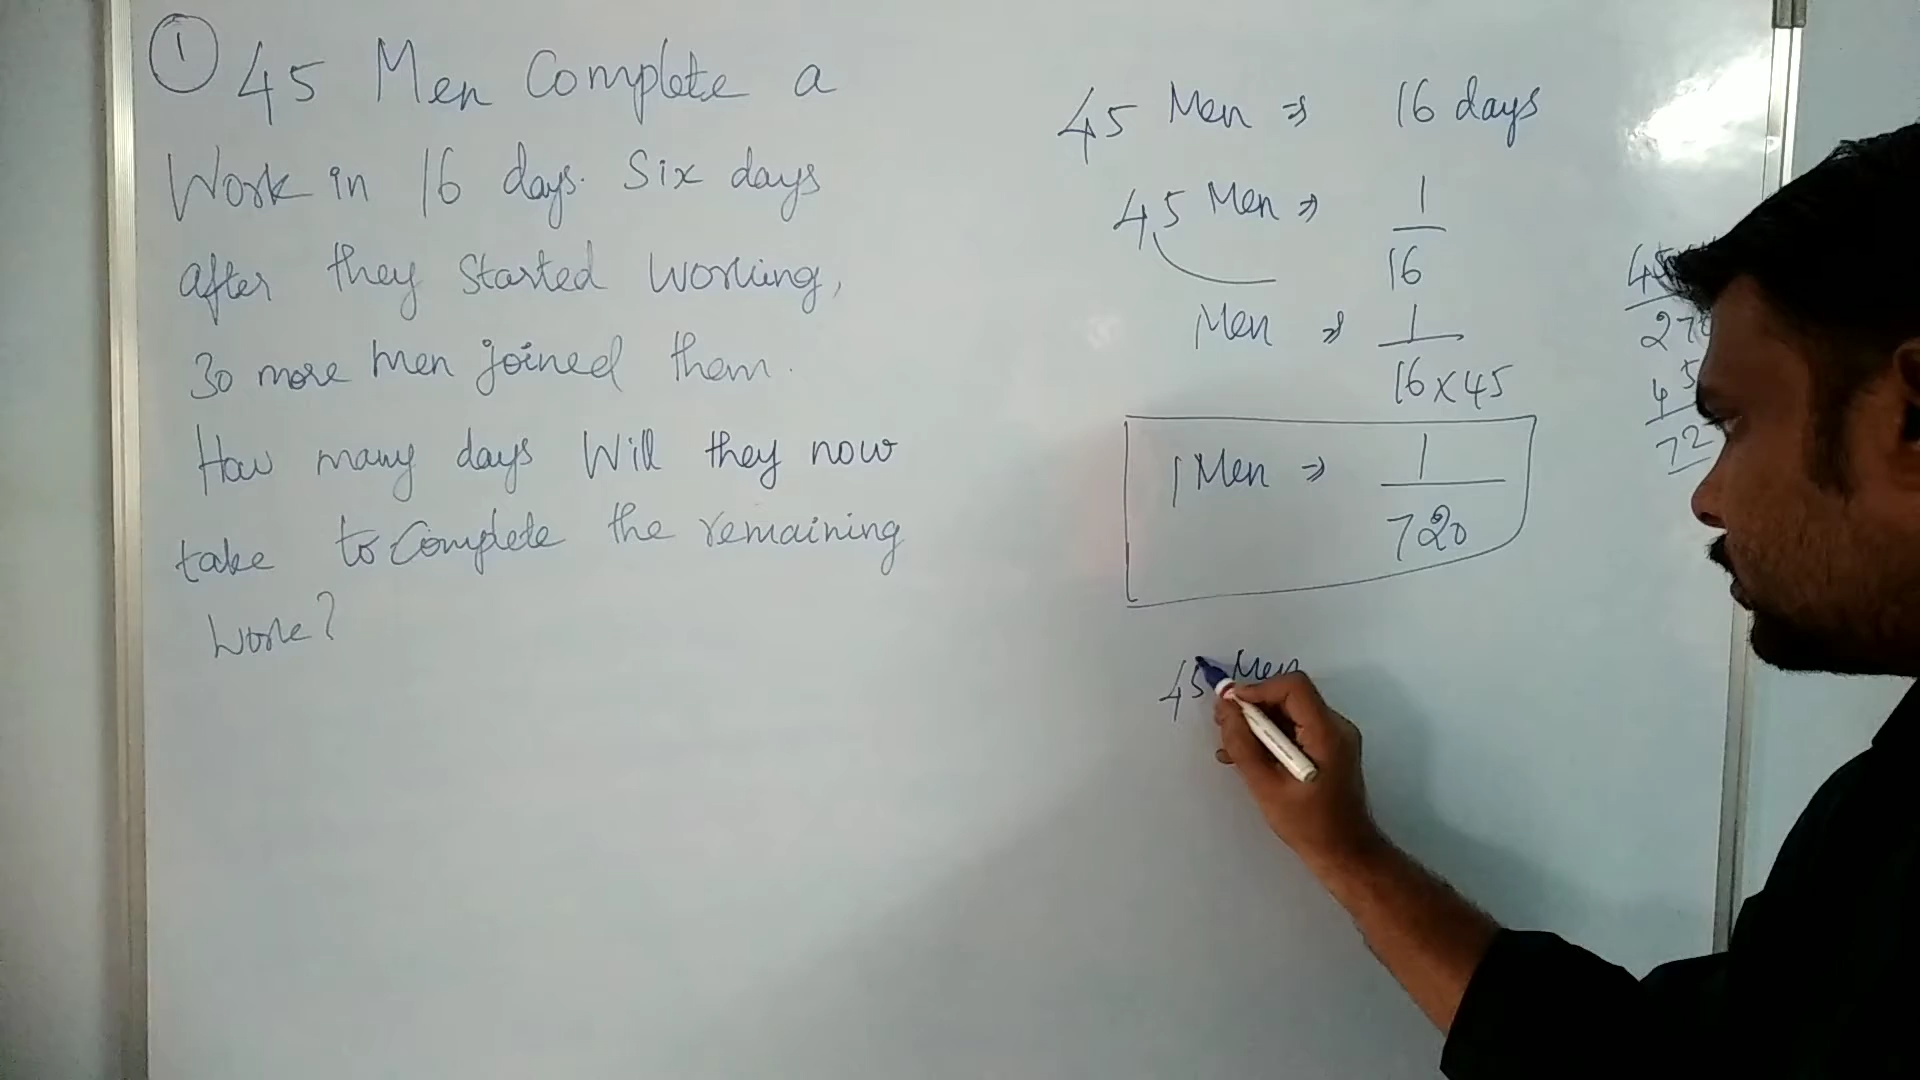 1
45 Men Complete a
Work in 16 days. Six days
after they Started working,
30 more men joined them.
How many days Will they now
take to Complete the remaining
Work?
45 Men ⇒ 16 days
45 Men ⇒ 1
16
Men ⇒ 1
16 x 45
1 Men ⇒ 1
720
45 Men